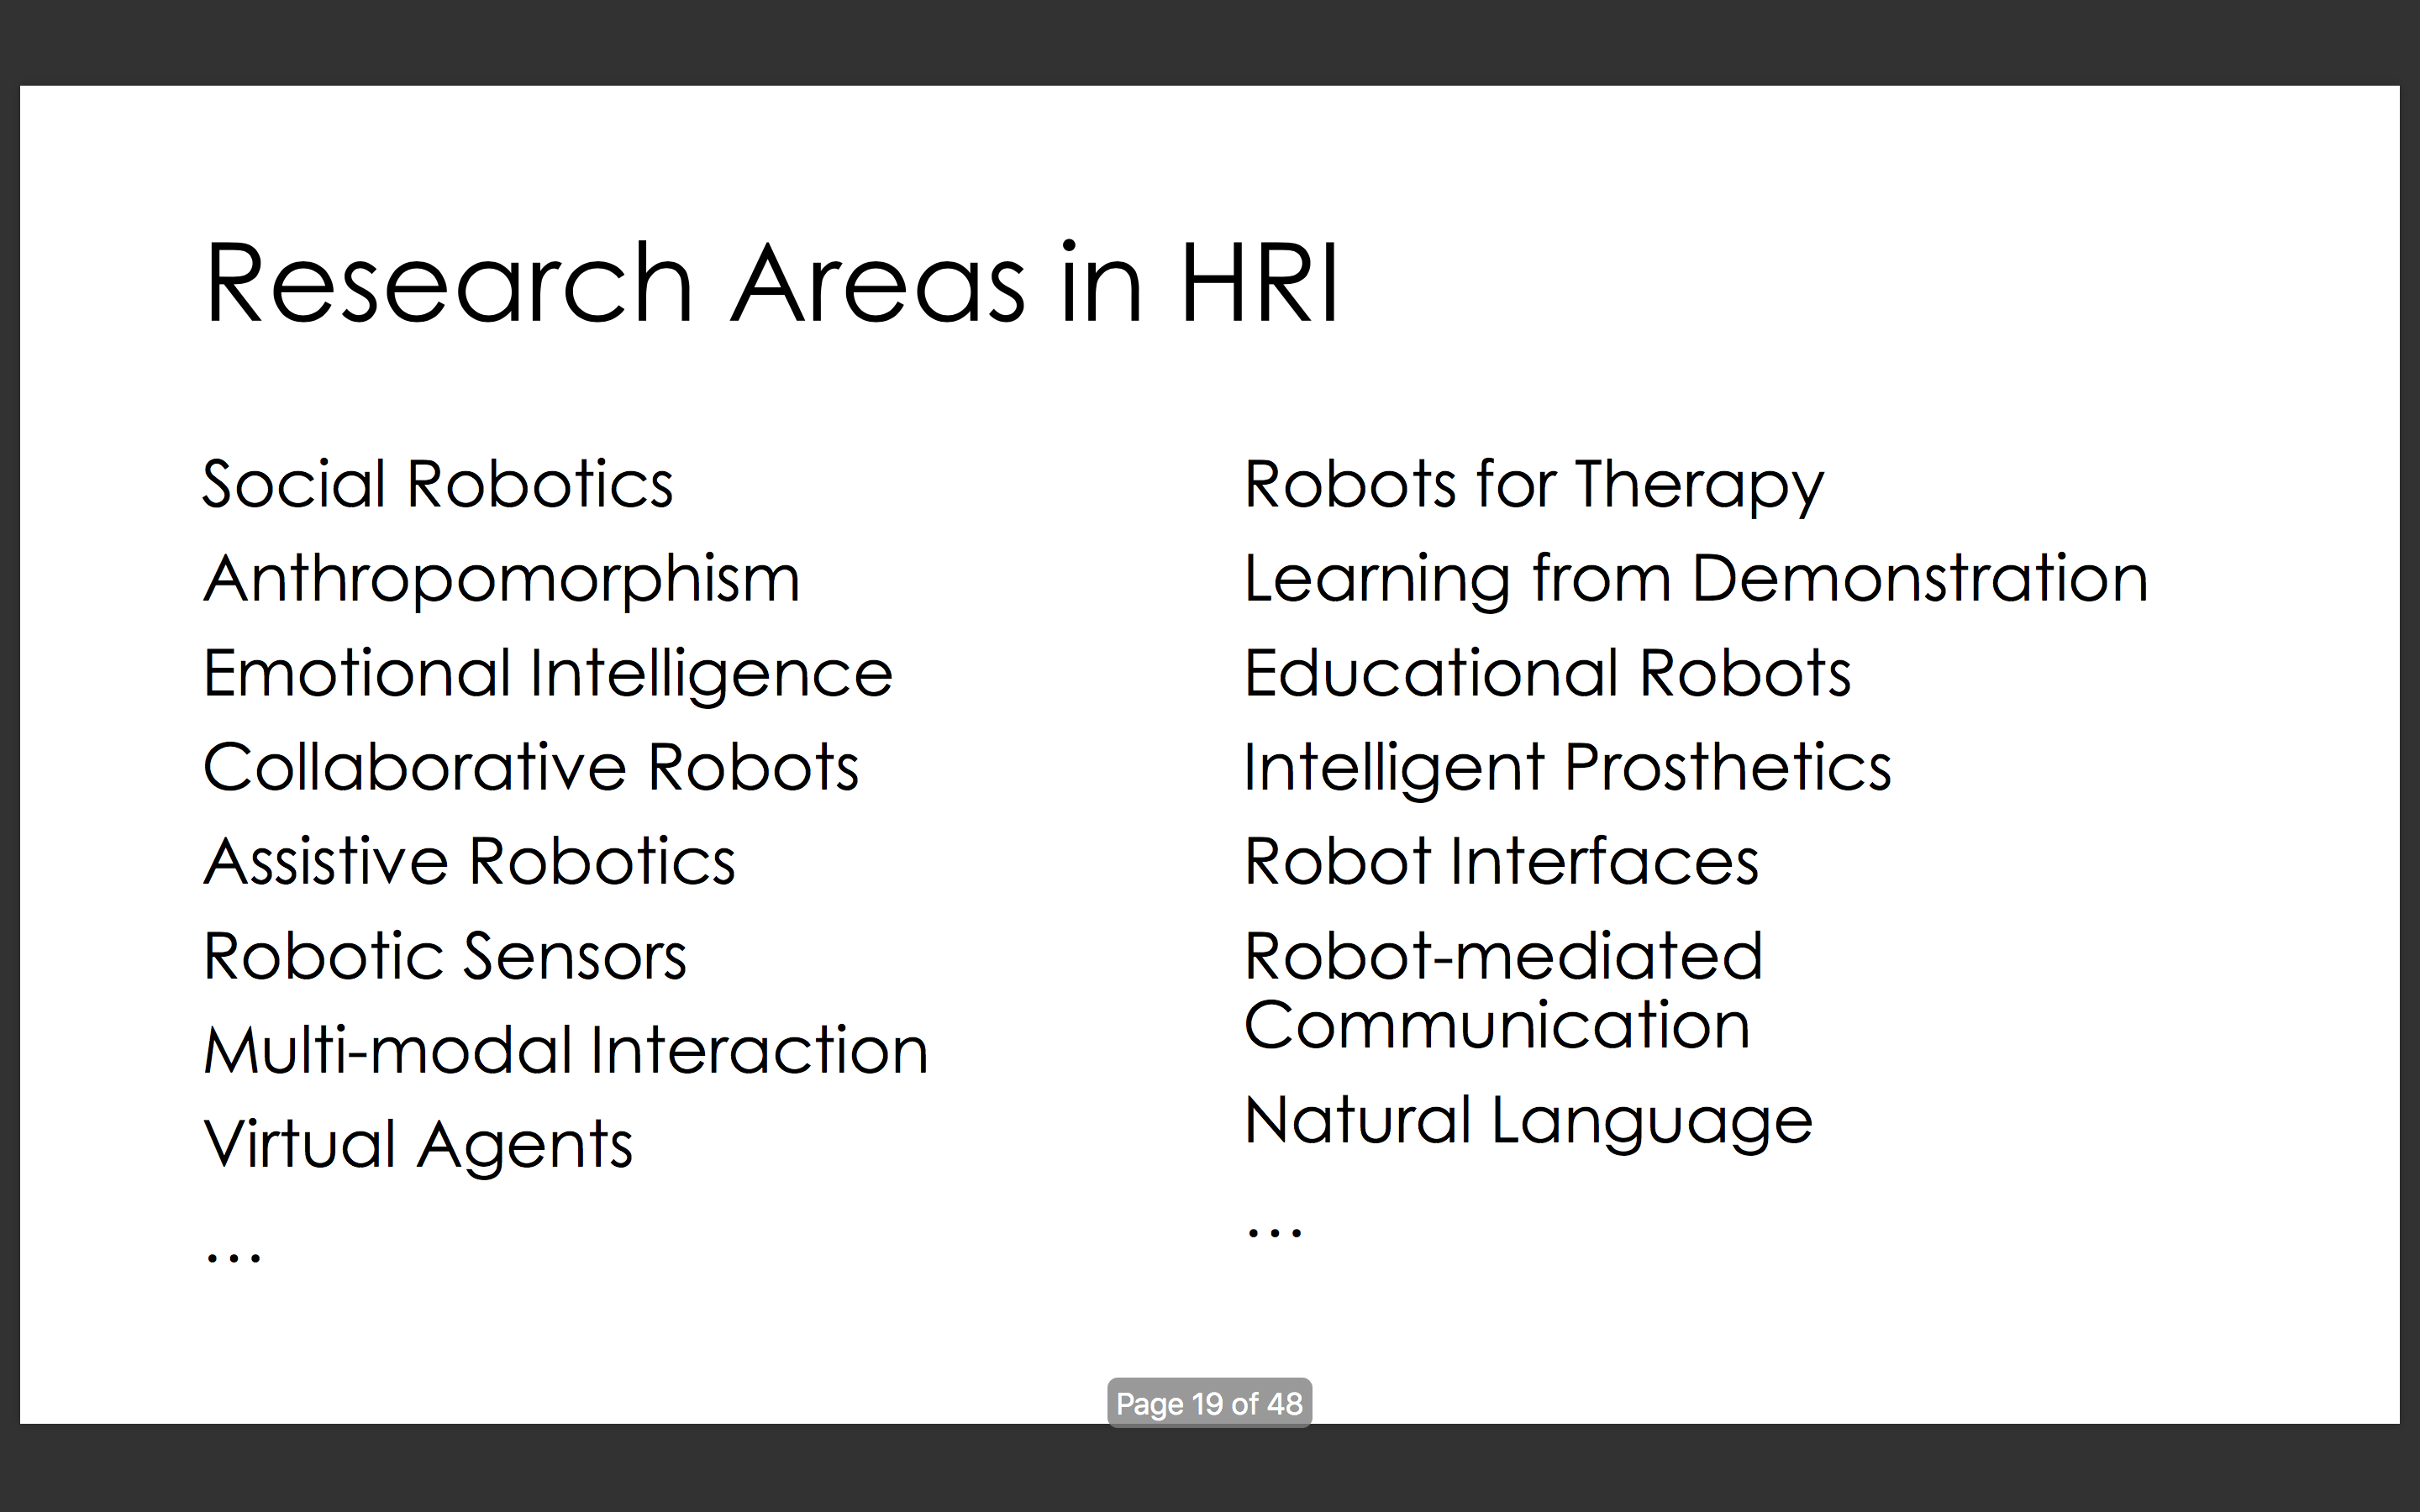 Research Areas in HRI
Social Robotics
Anthropomorphism
Emotional Intelligence
Collaborative Robots
Assistive Robotics
Robotic Sensors
Multi-modal Interaction
Virtual Agents
...
Robots for Therapy
Learning from Demonstration
Educational Robots
Intelligent Prosthetics
Robot Interfaces
Robot-mediated
Communication
Natural Language
...
Page 19 of 48